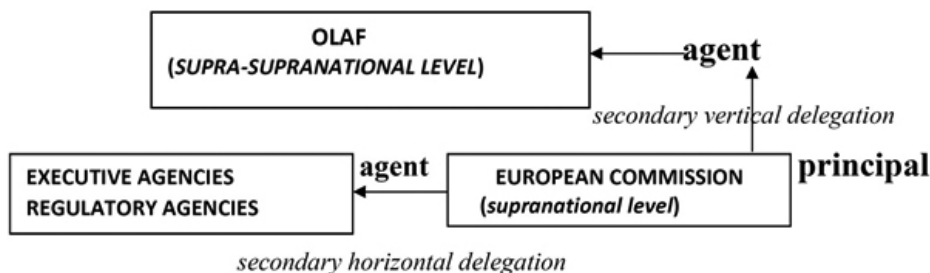 OLAF
(SUPRA-SUPRANATIONAL LEVEL)
agent
secondary vertical delegation
EXECUTIVE AGENCIES
REGULATORY AGENCIES
agent
EUROPEAN COMMISSION
(supranational level)
principal
secondary horizontal delegation